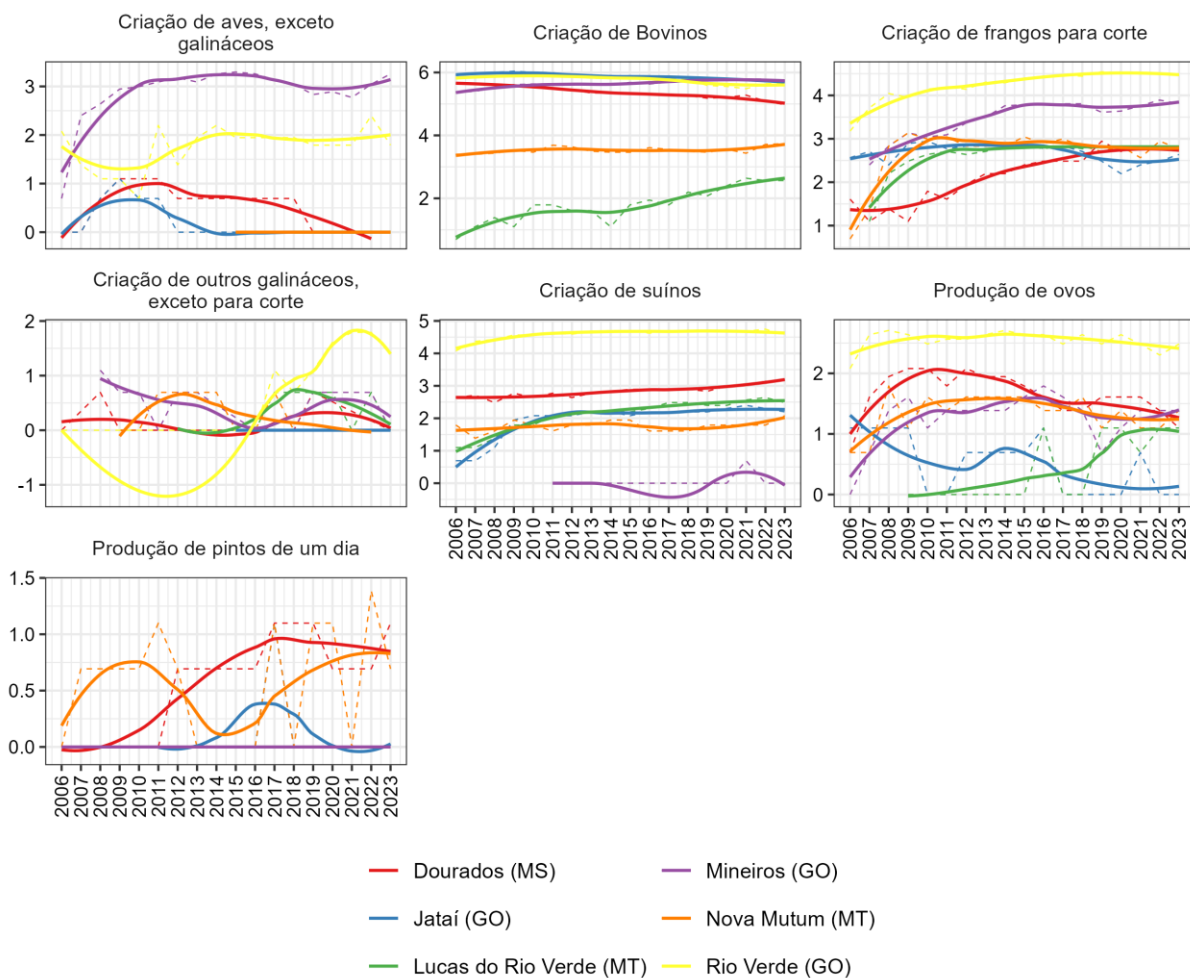 Criação de aves, exceto
galináceos
Criação de Bovinos
Criação de frangos para corte
3
2
1
0
6
4
2
4
3
2
1
Criação de outros galináceos,
exceto para corte
Criação de suínos
Produção de ovos
2
1
0
-1
5
4
3
2
1
0
2
1
0
2006 2007 2008 2009 2010 2011 2012 2013 2014 2015 2016 2017 2018 2019 2020 2021 2022 2023
2006 2007 2008 2009 2010 2011 2012 2013 2014 2015 2016 2017 2018 2019 2020 2021 2022 2023
Produção de pintos de um dia
1.5
1.0
0.5
0.0
2006 2007 2008 2009 2010 2011 2012 2013 2014 2015 2016 2017 2018 2019 2020 2021 2022 2023
Dourados (MS)
Mineiros (GO)
Jataí (GO)
Nova Mutum (MT)
Lucas do Rio Verde (MT)
Rio Verde (GO)